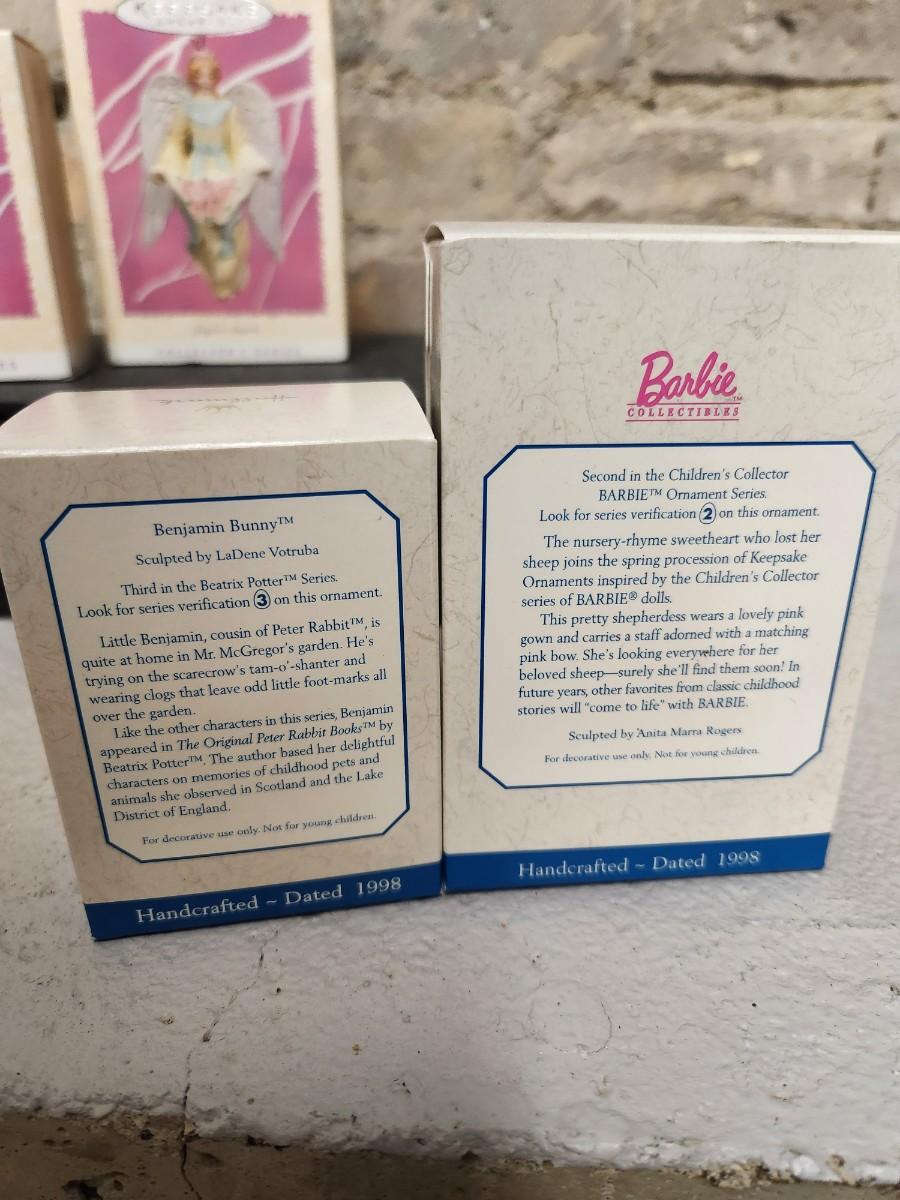 KEEPSAKE
Hallmark
Benjamin Bunny™
Sculpted by LaDene Votruba
Third in the Beatrix Potter™ Series.
Look for series verification 3 on this ornament.
Little Benjamin, cousin of Peter Rabbit™, is
quite at home in Mr. McGregor's garden. He's
trying on the scarecrow's tam-o'-shanter and
wearing clogs that leave odd little foot-marks all
over the garden.
Like the other characters in this series, Benjamin
appeared in The Original Peter Rabbit Books™ by
Beatrix Potter™. The author based her delightful
characters on memories of childhood pets and
animals she observed in Scotland and the Lake
District of England.
For decorative use only. Not for young children.
Handcrafted ~ Dated 1998
Barbie™
COLLECTIBLES
Second in the Children's Collector
BARBIE™ Ornament Series.
Look for series verification 2 on this ornament.
The nursery-rhyme sweetheart who lost her
sheep joins the spring procession of Keepsake
Ornaments inspired by the Children's Collector
series of BARBIE® dolls.
This pretty shepherdess wears a lovely pink
gown and carries a staff adorned with a matching
pink bow. She's looking everywhere for her
beloved sheep—surely she'll find them soon! In
future years, other favorites from classic childhood
stories will "come to life" with BARBIE.
Sculpted by Anita Marra Rogers
For decorative use only. Not for young children.
Handcrafted ~ Dated 1998